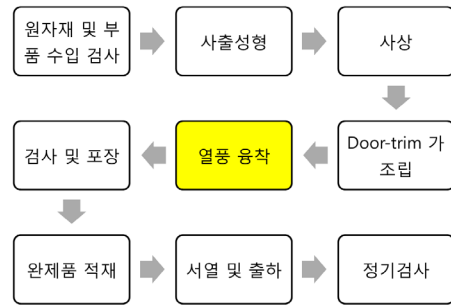 원자재 및 부
품 수입 검사
사출성형
사상
Door-trim 가
조립
열풍 융착
검사 및 포장
완제품 적재
서열 및 출하
정기검사